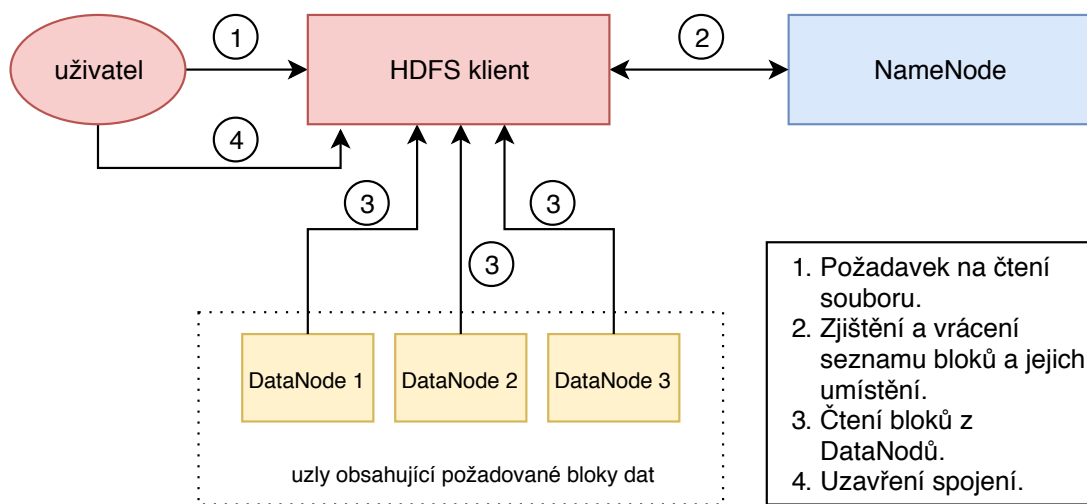 1
2
uživatel
HDFS klient
NameNode
4
3
3
3
DataNode 1
DataNode 2
DataNode 3
uzly obsahující požadované bloky dat
1. Požadavek na čtení
souboru.
2. Zjištění a vrácení
seznamu bloků a jejich
umístění.
3. Čtení bloků z
DataNodů.
4. Uzavření spojení.